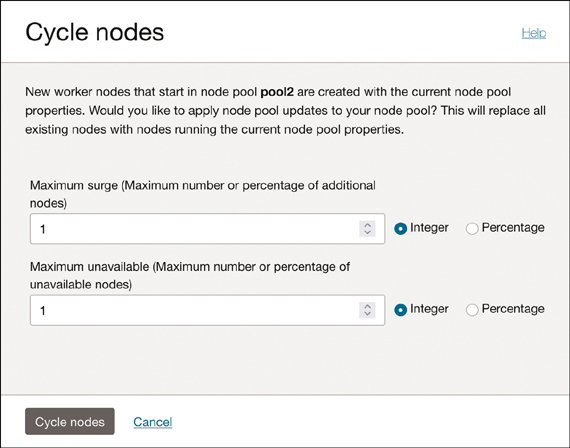 Cycle nodes
Help
New worker nodes that start in node pool pool2 are created with the current node pool
properties. Would you like to apply node pool updates to your node pool? This will replace all
existing nodes with nodes running the current node pool properties.
Maximum surge (Maximum number or percentage of additional
nodes)
1
Integer
Percentage
Maximum unavailable (Maximum number or percentage of
unavailable nodes)
1
Integer
Percentage
Cycle nodes
Cancel